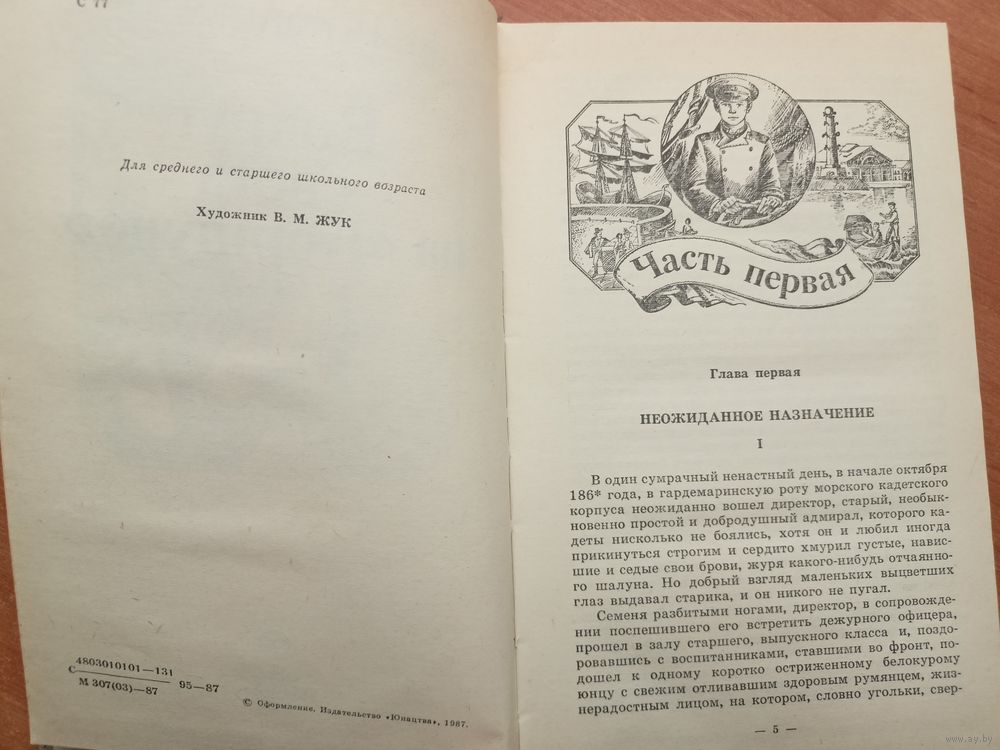 С 77
Для среднего и старшего школьного возраста
Художник В. М. ЖУК
С 4803010101—131
М 307(03)—87
95—87
© Оформление. Издательство «Юнацтва», 1987.
Часть первая
Глава первая
НЕОЖИДАННОЕ НАЗНАЧЕНИЕ
I
В один сумрачный ненастный день, в начале октября
186* года, в гардемаринскую роту морского кадетского
корпуса неожиданно вошел директор, старый, необык-
новенно простой и добродушный адмирал, которого ка-
деты нисколько не боялись, хотя он и любил иногда
прикинуться строгим и сердито хмурил густые, навис-
шие и седые свои брови, журя какого-нибудь отчаянно-
го шалуна. Но добрый взгляд маленьких выцветших
глаз выдавал старика, и он никого не пугал.
Семеня разбитыми ногами, директор, в сопровожде-
нии поспешившего его встретить дежурного офицера,
прошел в залу старшего, выпускного класса и, поздо-
ровавшись с воспитанниками, ставшими во фронт, по-
дошел к одному коротко остриженному белокурому
юнцу с свежим отливавшим здоровым румянцем, жиз-
нерадостным лицом, на котором, словно угольки, свер-
— 5 —
www.ay.by